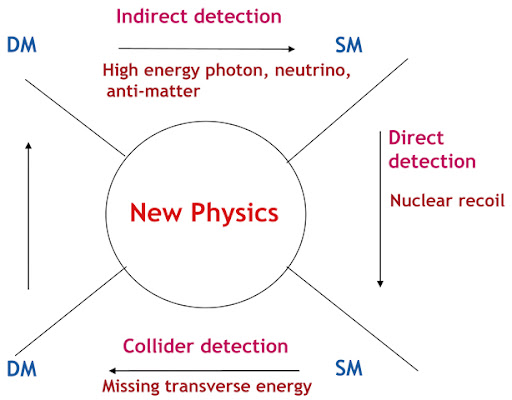 Indirect detection
DM
SM
High energy photon, neutrino,
anti-matter
Direct
detection
Nuclear recoil
New Physics
Collider detection
DM
SM
Missing transverse energy